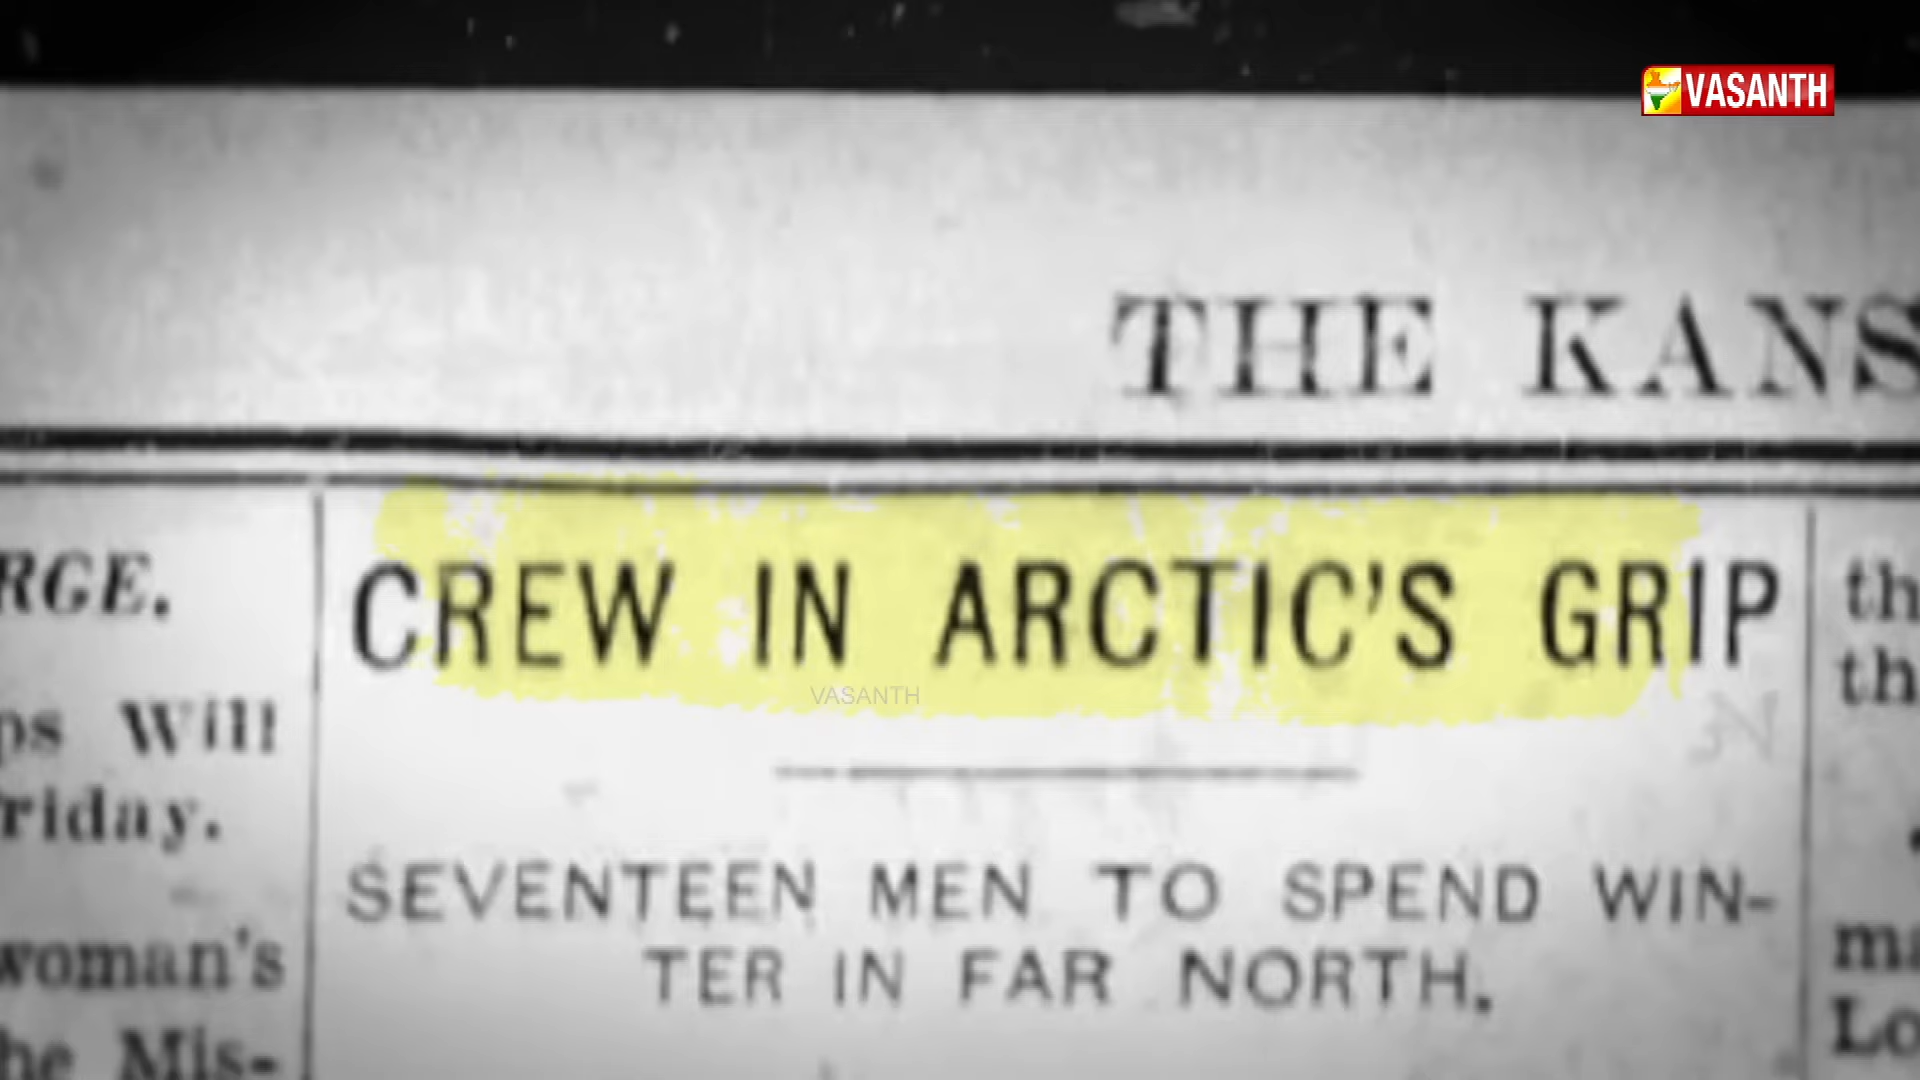 VASANTH
THE KANS
CREW IN ARCTIC'S GRIP
VASANTH
SEVENTEEN MEN TO SPEND WIN-
TER IN FAR NORTH.
RGE.
ps Will
riday.
woman's
he Mis-
th
th
ma
Lo